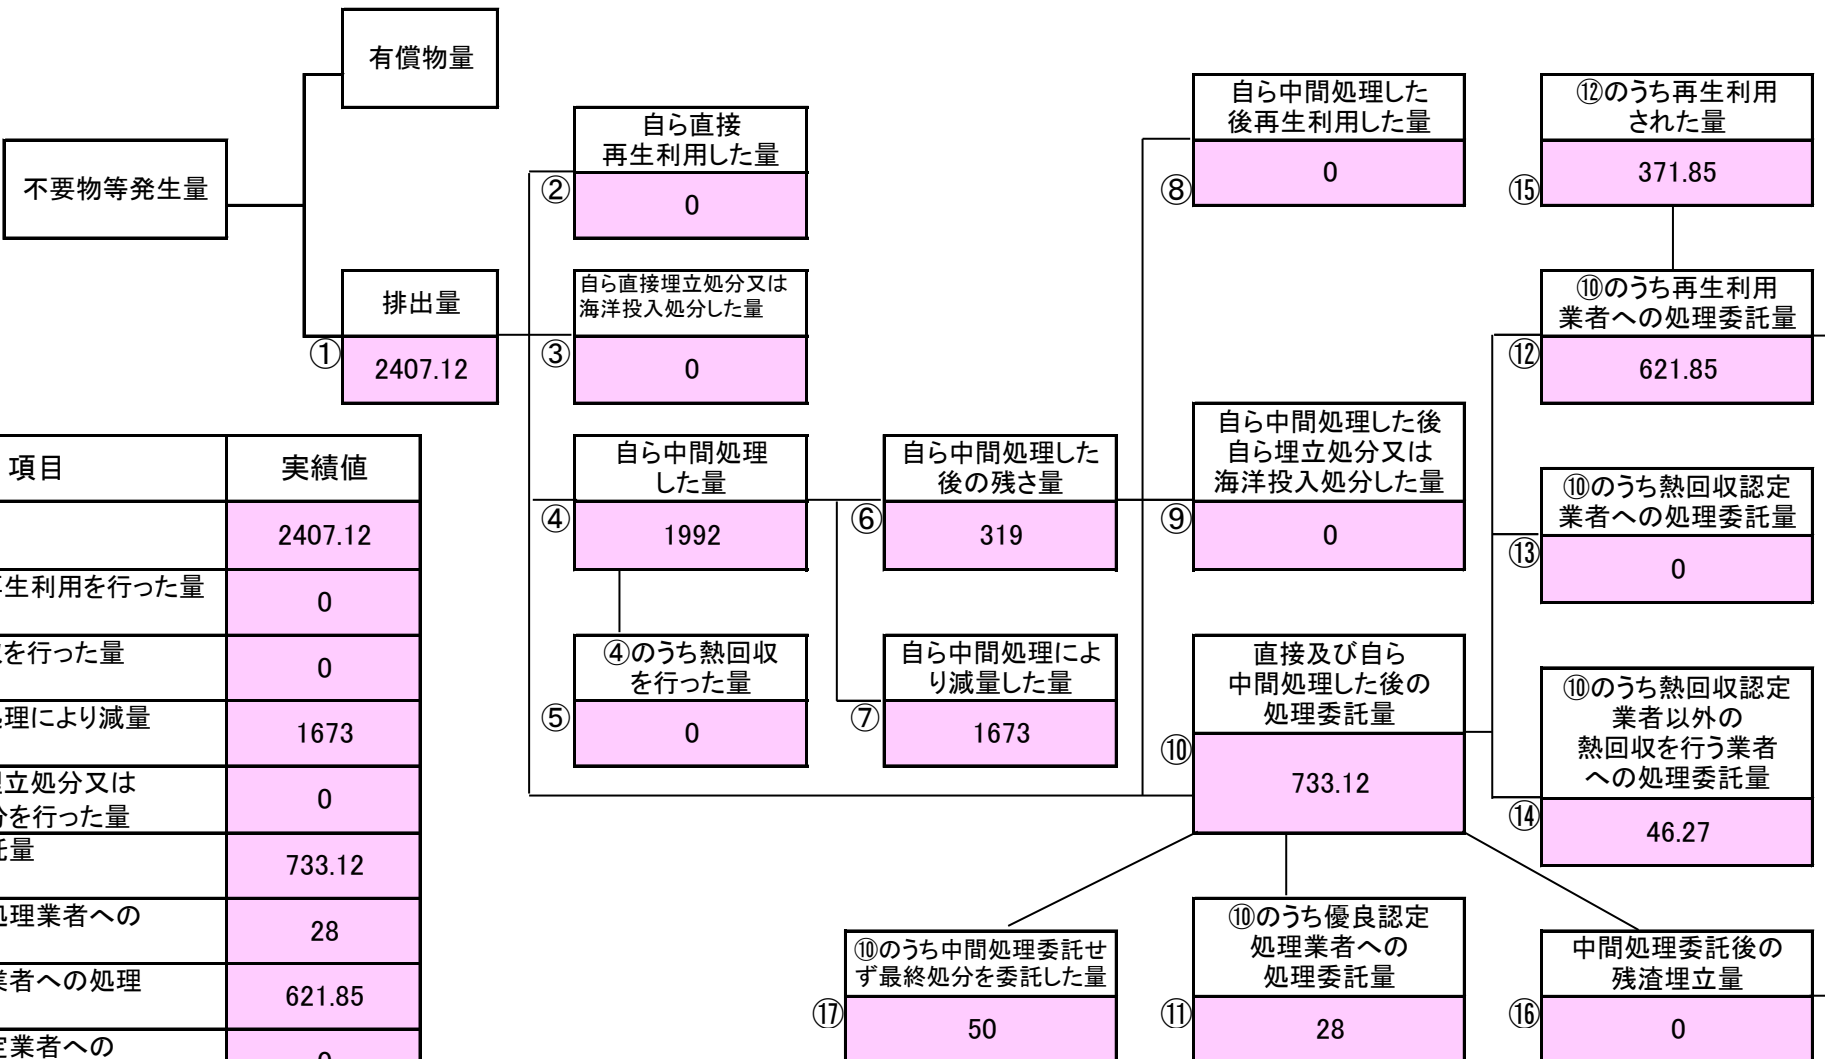 有償物量
不要物等発生量
排出量
①
2407.12
自ら直接
再生利用した量
②
0
自ら直接埋立処分又は
海洋投入処分した量
③
0
自ら中間処理
した量
④
1992
④のうち熱回収
を行った量
⑤
0
自ら中間処理した
後の残さ量
⑥
319
自ら中間処理によ
り減量した量
⑦
1673
自ら中間処理した
後再生利用した量
⑧
0
自ら中間処理した後
自ら埋立処分又は
海洋投入処分した量
⑨
0
直接及び自ら
中間処理した後の
処理委託量
⑩
733.12
⑫のうち再生利用
された量
⑮
371.85
⑩のうち再生利用
業者への処理委託量
⑫
621.85
⑩のうち熱回収認定
業者への処理委託量
⑬
0
⑩のうち熱回収認定
業者以外の
熱回収を行う業者
への処理委託量
⑭
46.27
⑩のうち中間処理委託せ
ず最終処分を委託した量
⑰
50
⑩のうち優良認定
処理業者への
処理委託量
⑪
28
中間処理委託後の
残渣埋立量
⑯
0
項目
実績値
2407.12
生利用を行った量
0
を行った量
0
理により減量
1673
立処分又は
を行った量
0
量
733.12
理業者への
28
者への処理
621.85
業者への